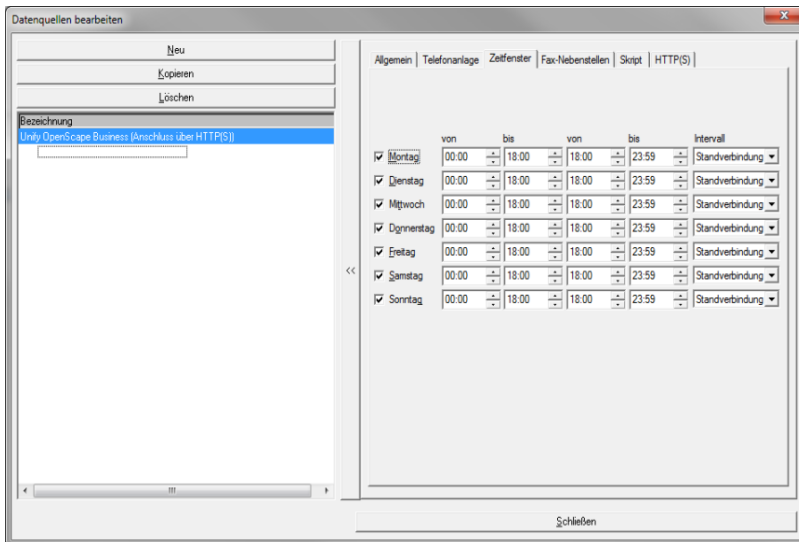 Datenquellen bearbeiten
Neu
Kopieren
Löschen
Bezeichnung
Unify OpenScape Business (Anschluss über HTTP(S))
<<
Allgemein Telefonanlage Zeitfenster Fax-Nebenstellen Skript HTTP(S)
von bis von bis Intervall
Montag 00:00 18:00 18:00 23:59 Standverbindung
Dienstag 00:00 18:00 18:00 23:59 Standverbindung
Mittwoch 00:00 18:00 18:00 23:59 Standverbindung
Donnerstag 00:00 18:00 18:00 23:59 Standverbindung
Freitag 00:00 18:00 18:00 23:59 Standverbindung
Samstag 00:00 18:00 18:00 23:59 Standverbindung
Sonntag 00:00 18:00 18:00 23:59 Standverbindung
Schließen